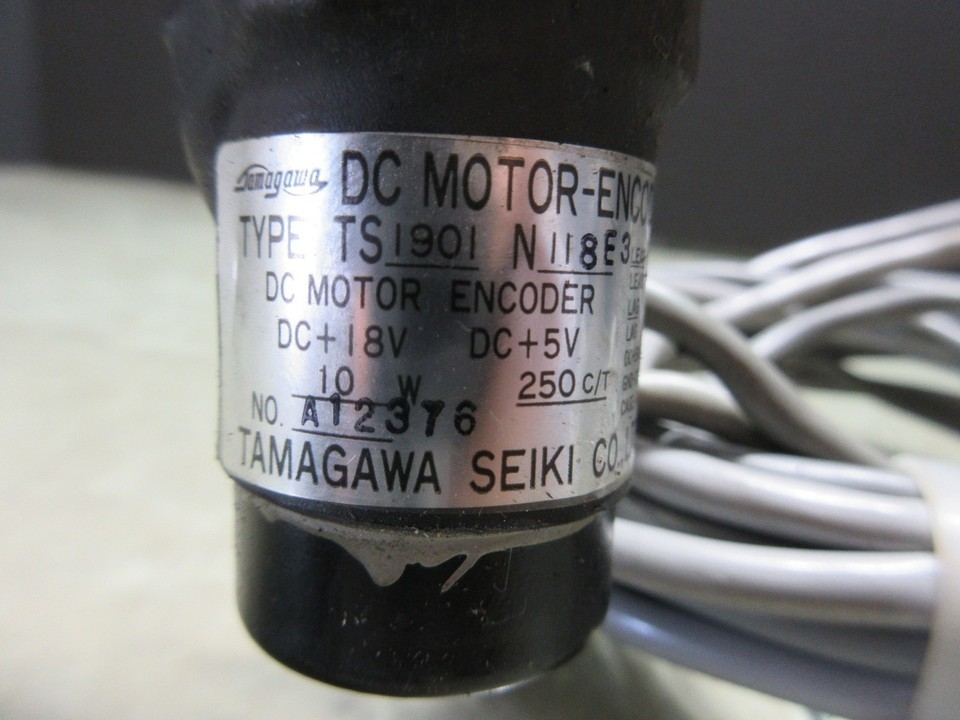 Tamagawa DC MOTOR-ENCO
TYPE TS1901 N118E3
DC MOTOR ENCODER
DC+18V DC+5V
10 W 250 C/T
NO. A12376
TAMAGAWA SEIKI CO.,